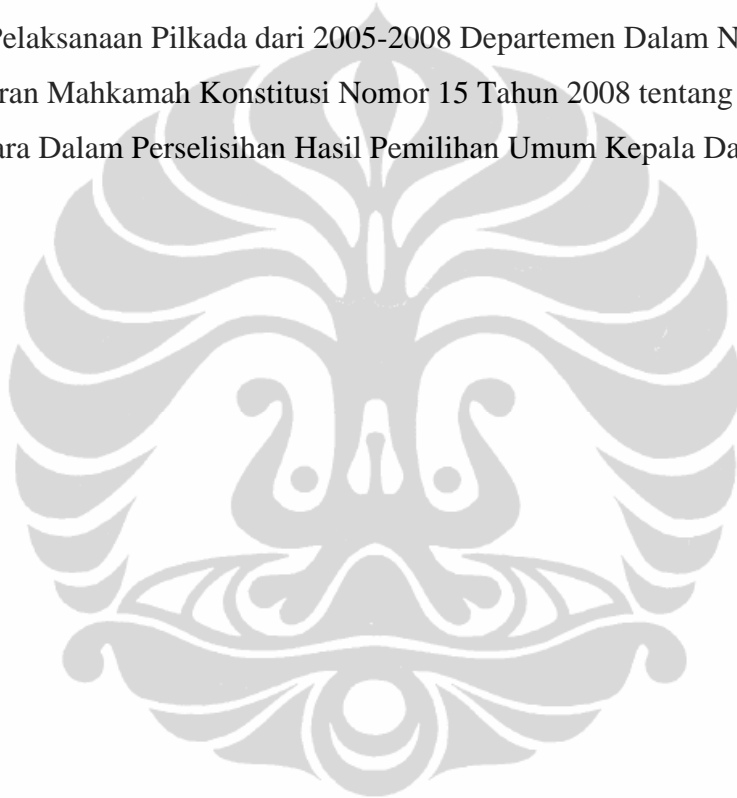 Pelaksanaan Pilkada dari 2005-2008 Departemen Dalam N
ran Mahkamah Konstitusi Nomor 15 Tahun 2008 tentang
ara Dalam Perselisihan Hasil Pemilihan Umum Kepala Da